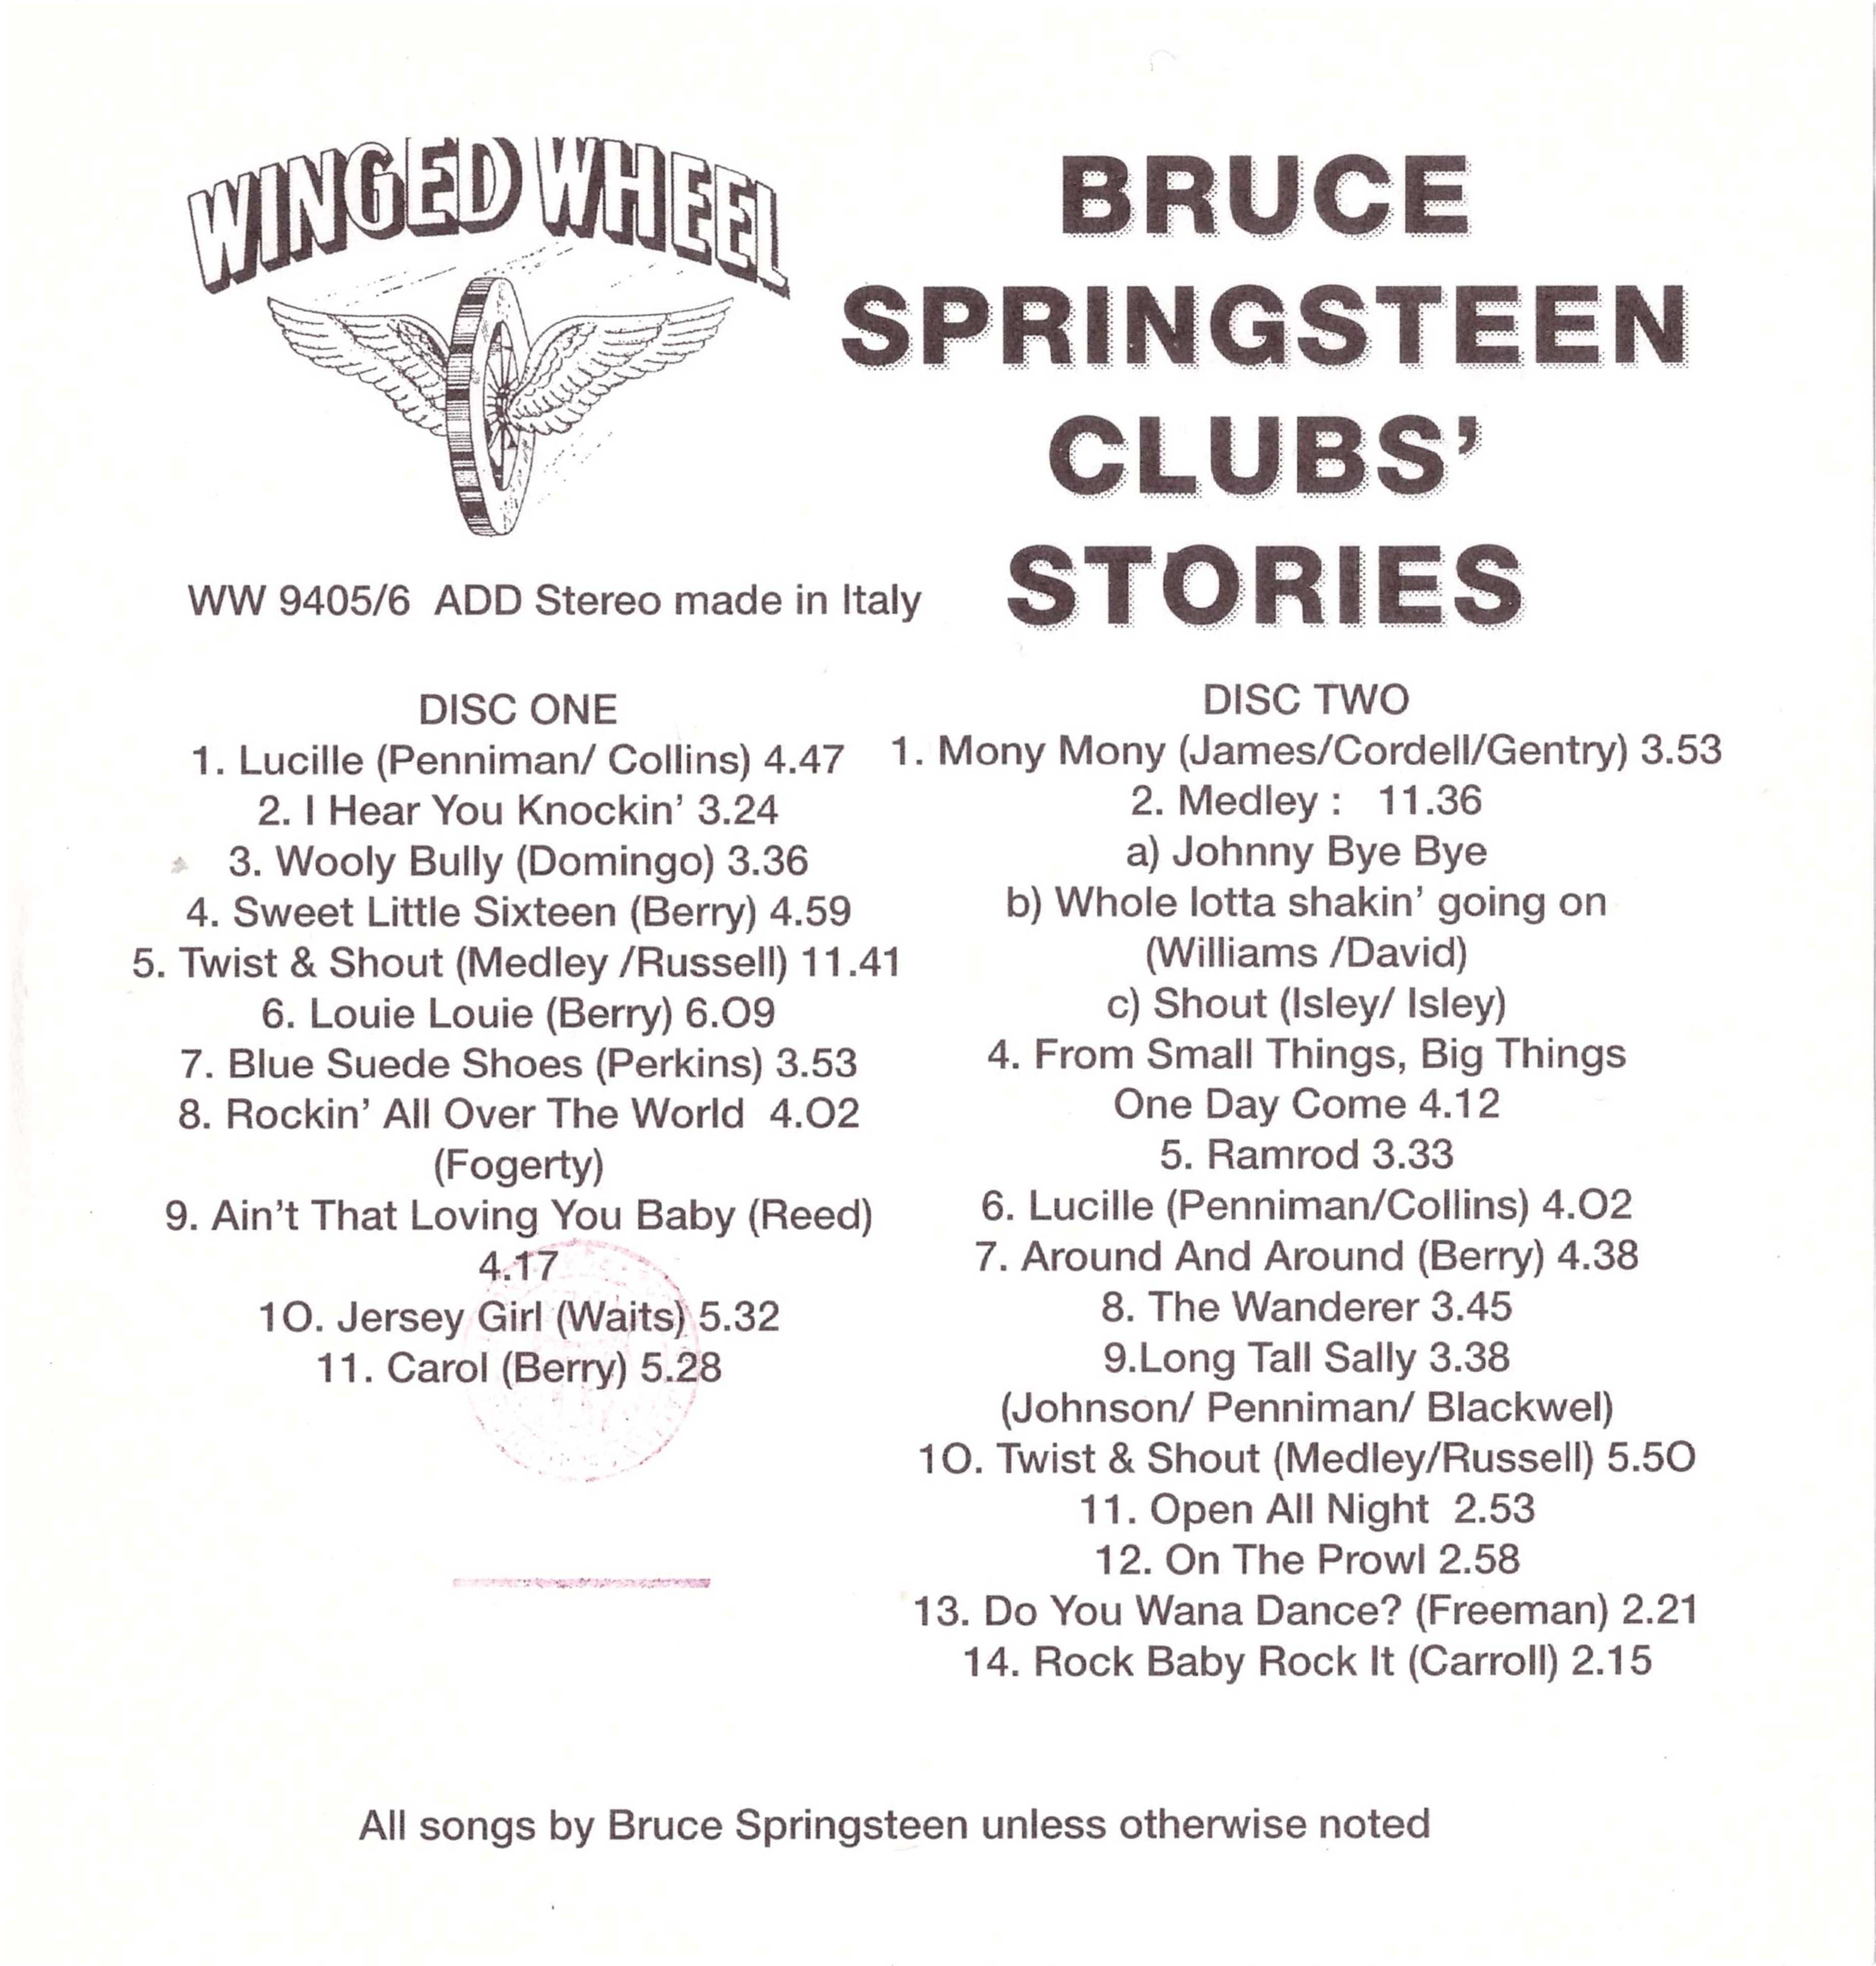 WINGED WHEEL
BRUCE
SPRINGSTEEN
CLUBS’
STORIES
WW 9405/6 ADD Stereo made in Italy
DISC ONE
1. Lucille (Penniman/ Collins) 4.47
2. I Hear You Knockin’ 3.24
3. Wooly Bully (Domingo) 3.36
4. Sweet Little Sixteen (Berry) 4.59
5. Twist & Shout (Medley /Russell) 11.41
6. Louie Louie (Berry) 6.O9
7. Blue Suede Shoes (Perkins) 3.53
8. Rockin’ All Over The World 4.O2
(Fogerty)
9. Ain’t That Loving You Baby (Reed)
4.17
1O. Jersey Girl (Waits) 5.32
11. Carol (Berry) 5.28
DISC TWO
1. Mony Mony (James/Cordell/Gentry) 3.53
2. Medley : 11.36
a) Johnny Bye Bye
b) Whole lotta shakin’ going on
(Williams /David)
c) Shout (Isley/ Isley)
4. From Small Things, Big Things
One Day Come 4.12
5. Ramrod 3.33
6. Lucille (Penniman/Collins) 4.O2
7. Around And Around (Berry) 4.38
8. The Wanderer 3.45
9.Long Tall Sally 3.38
(Johnson/ Penniman/ Blackwel)
1O. Twist & Shout (Medley/Russell) 5.5O
11. Open All Night 2.53
12. On The Prowl 2.58
13. Do You Wana Dance? (Freeman) 2.21
14. Rock Baby Rock It (Carroll) 2.15
All songs by Bruce Springsteen unless otherwise noted